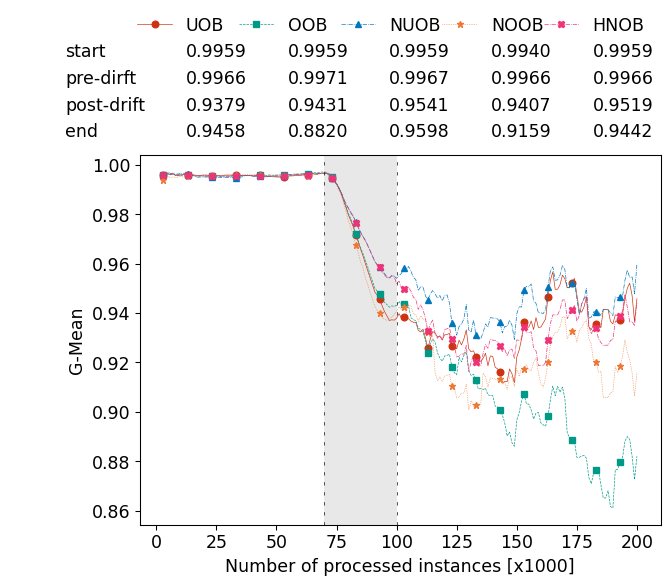 UOB OOB NUOB NOOB HNOB
start 0.9959 0.9959 0.9959 0.9940 0.9959
pre-dirft 0.9966 0.9971 0.9967 0.9966 0.9966
post-drift 0.9379 0.9431 0.9541 0.9407 0.9519
end 0.9458 0.8820 0.9598 0.9159 0.9442
1.00
0.98
0.96
0.94
0.92
0.90
0.88
0.86
G-Mean
0 25 50 75 100 125 150 175 200
Number of processed instances [x1000]